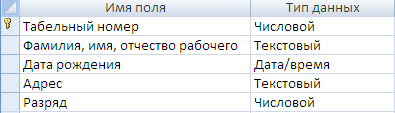 Имя поля Тип данных
Табельный номер Числовой
Фамилия, имя, отчество рабочего Текстовый
Дата рождения Дата/время
Адрес Текстовый
Разряд Числовой